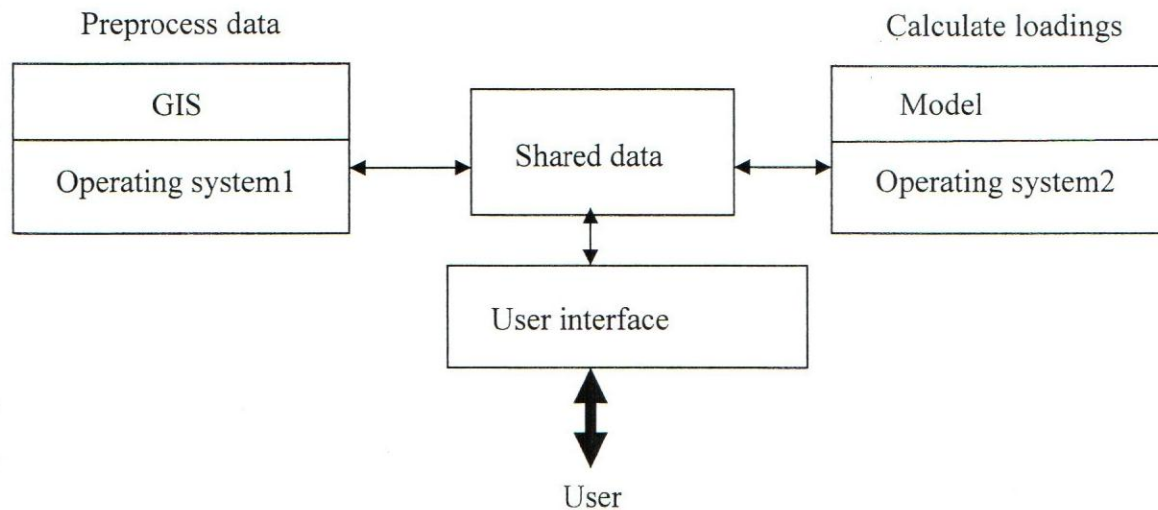 Preprocess data
Calculate loadings
GIS
Model
Operating system1
Shared data
Operating system2
User interface
User